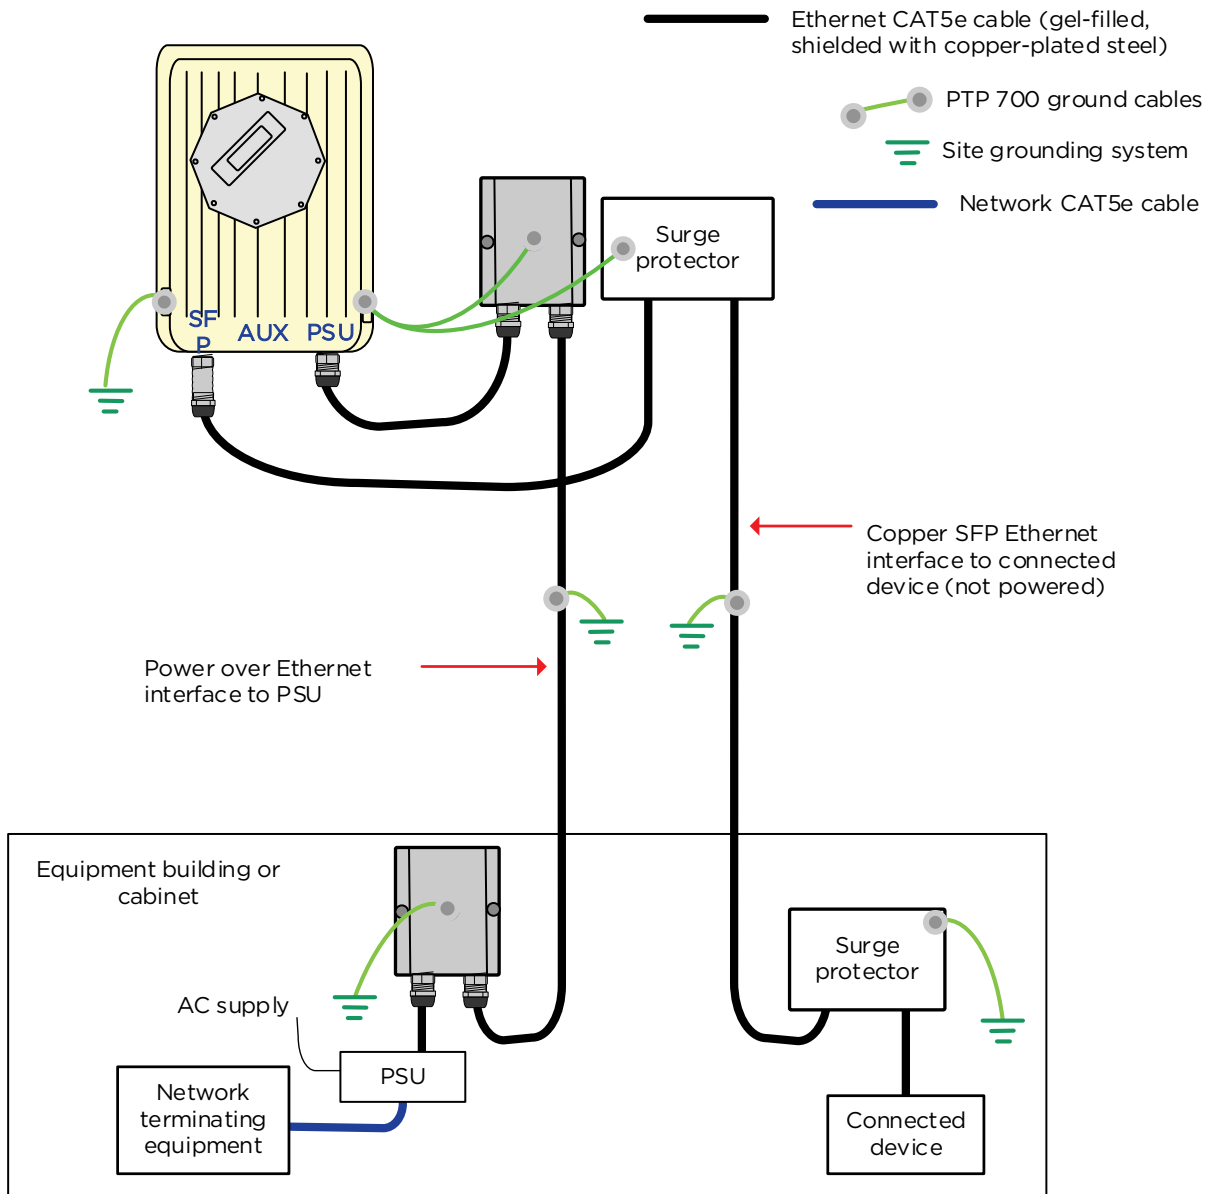 Ethernet CAT5e cable (gel-filled,
shielded with copper-plated steel)
PTP 700 ground cables
Site grounding system
Network CAT5e cable
Surge
protector
SF
P
AUX
PSU
Copper SFP Ethernet
interface to connected
device (not powered)
Power over Ethernet
interface to PSU
Equipment building or
cabinet
Surge
protector
AC supply
PSU
Network
terminating
equipment
Connected
device